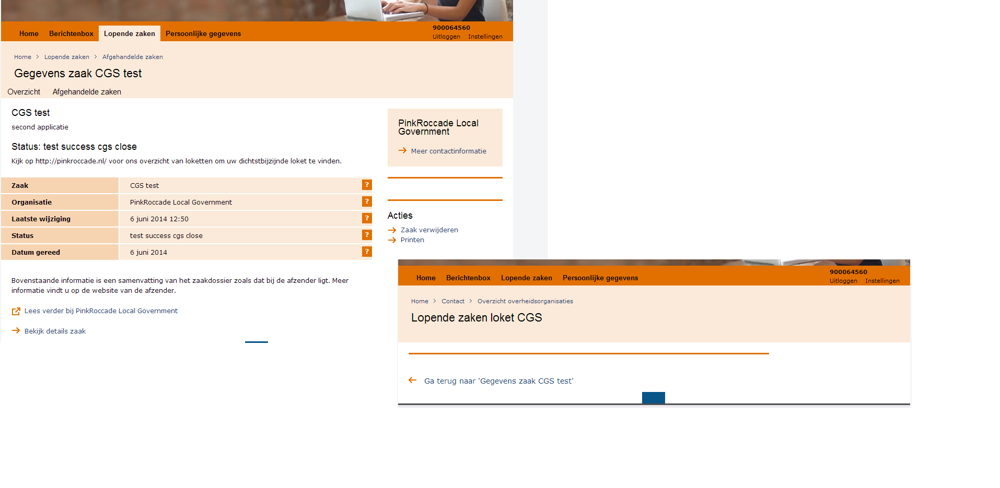 Home Berichtenbox Lopende zaken Persoonlijke gegevens
900064560
Uitloggen Instellingen
Home > Lopende zaken > Afgehandelde zaken
Gegevens zaak CGS test
Overzicht Afgehandelde zaken
CGS test
second applicatie
Status: test success cgs close
Kijk op http://pinkroccade.nl/ voor ons overzicht van loketten om uw dichtstbijzijnde loket te vinden.
Zaak CGS test ?
Organisatie PinkRoccade Local Government ?
Laatste wijziging 6 juni 2014 12:50 ?
Status test success cgs close ?
Datum gereed 6 juni 2014 ?
Bovenstaande informatie is een samenvatting van het zaakdossier zoals dat bij de afzender ligt. Meer
informatie vindt u op de website van de afzender.
Lees verder bij PinkRoccade Local Government
Bekijk details zaak
PinkRoccade Local
Government
Meer contactinformatie
Acties
Zaak verwijderen
Printen
Home Berichtenbox Lopende zaken Persoonlijke gegevens
900064560
Uitloggen Instellingen
Home > Contact > Overzicht overheidsorganisaties
Lopende zaken loket CGS
Ga terug naar 'Gegevens zaak CGS test'